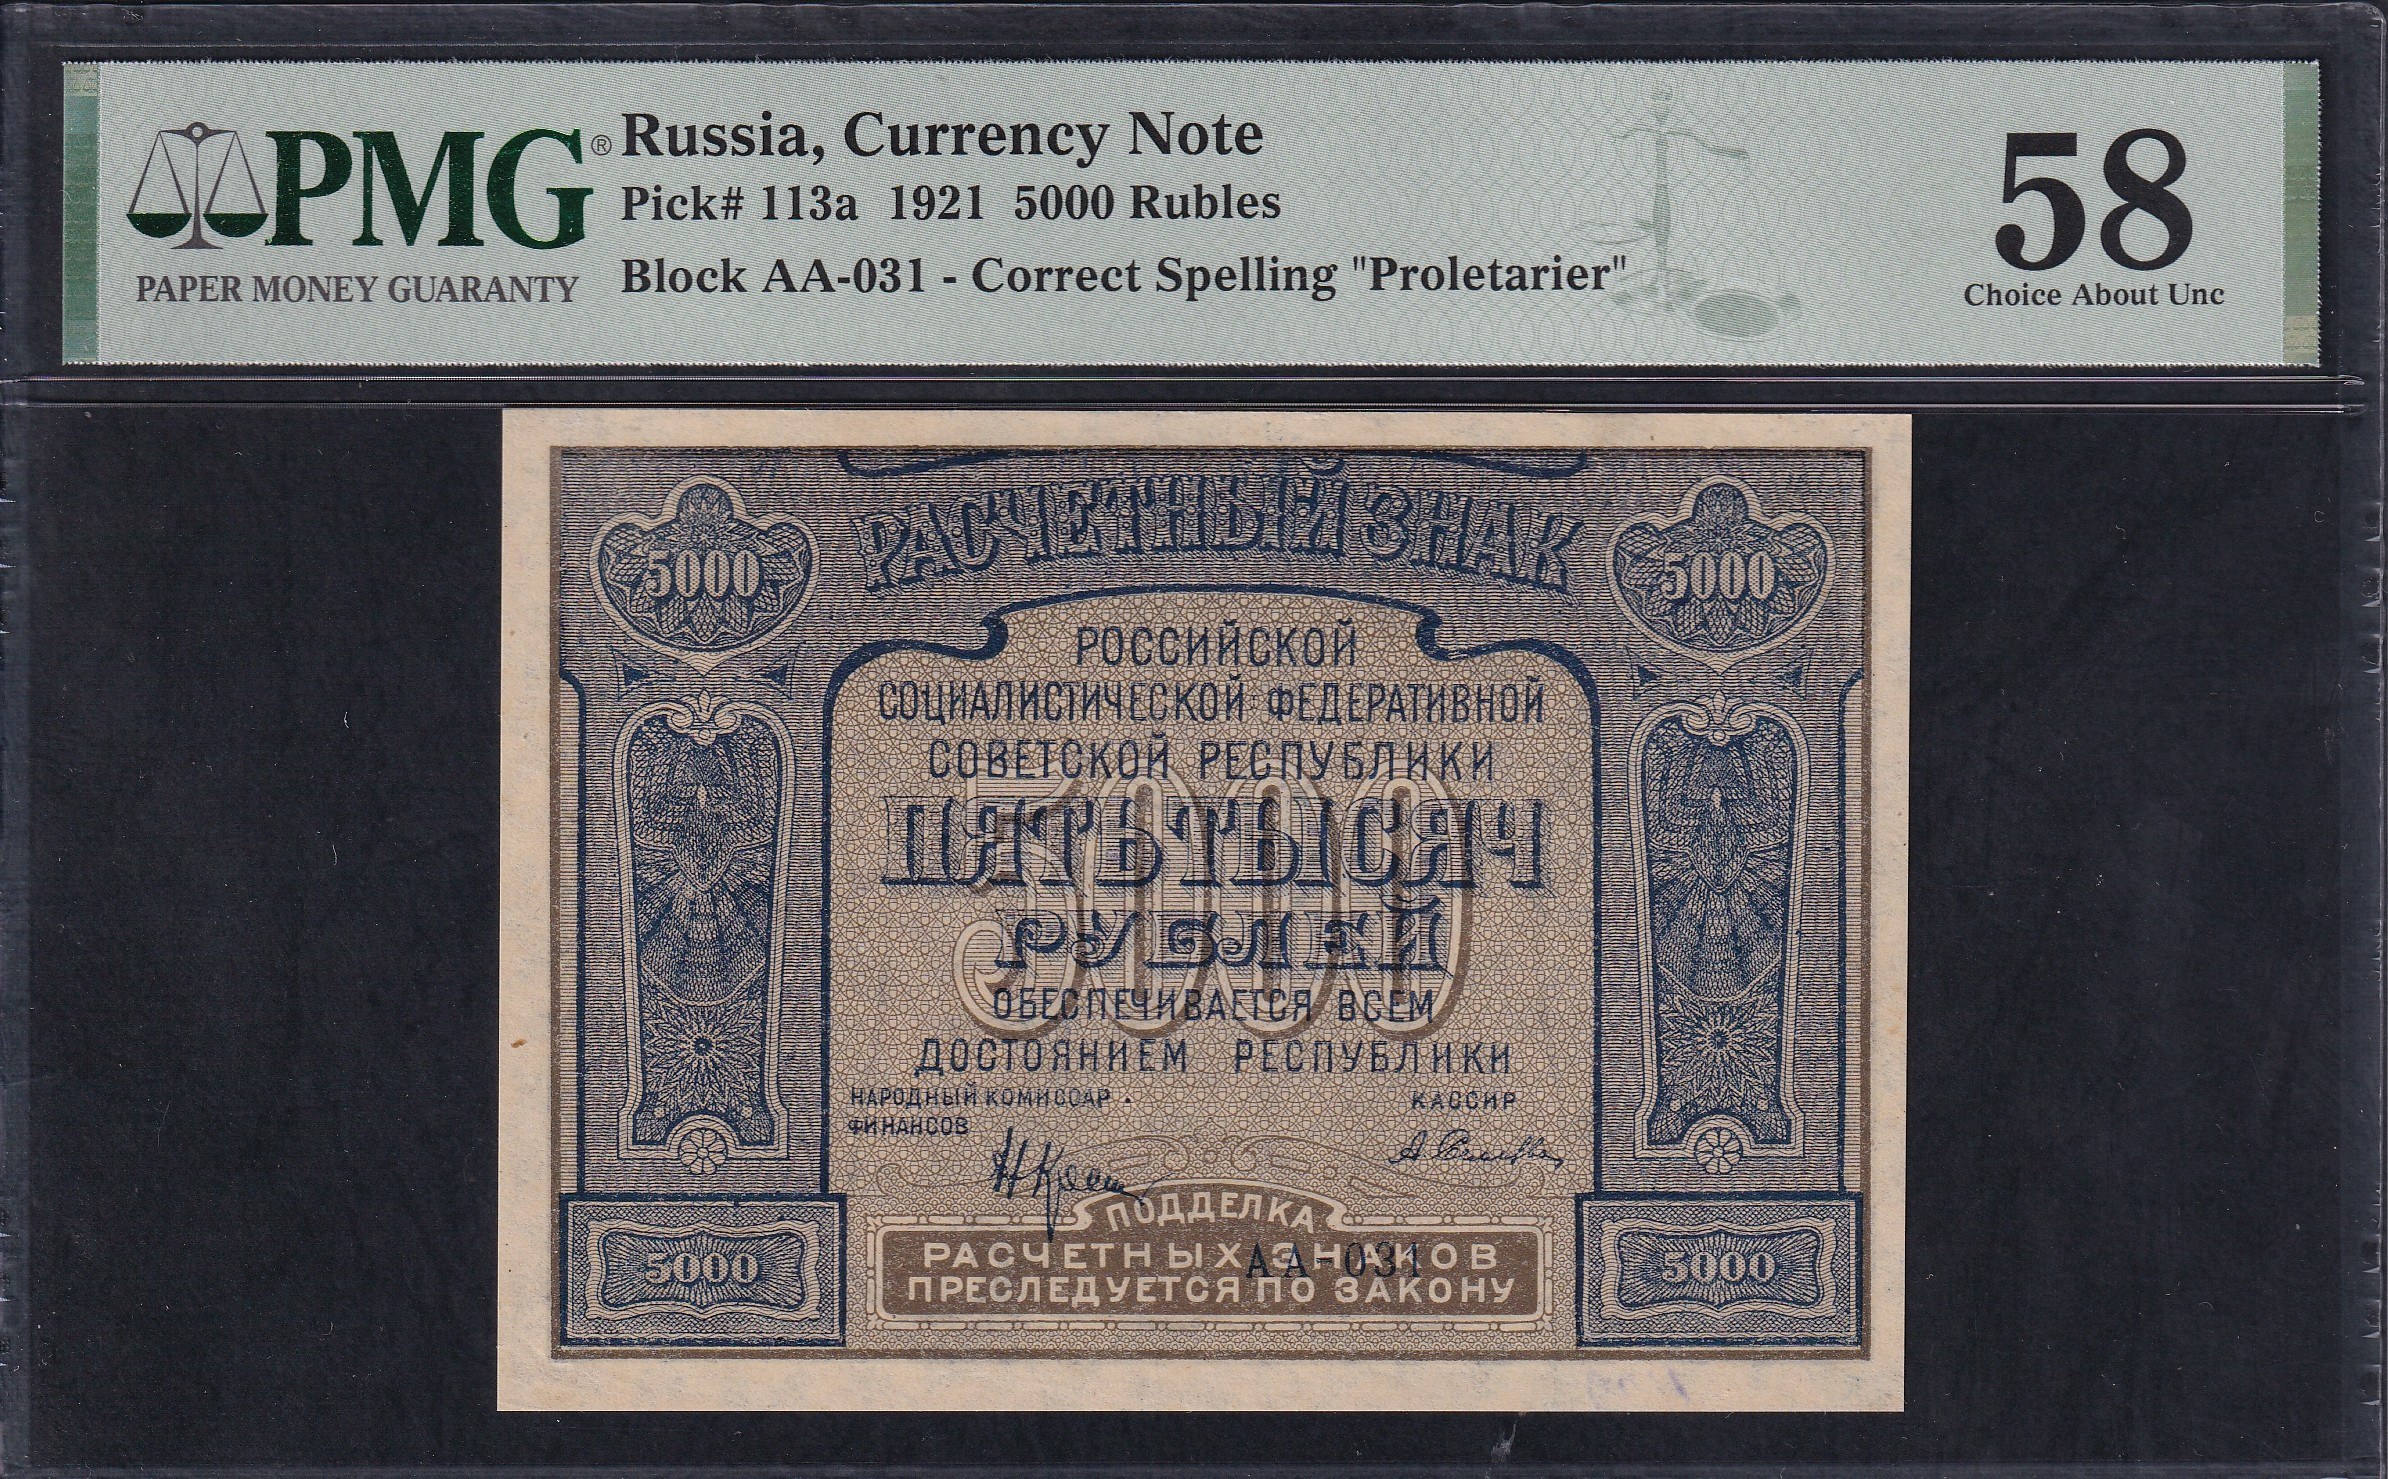 PMG®
PAPER MONEY GUARANTY
Russia, Currency Note
Pick# 113a 1921 5000 Rubles
Block AA-031 - Correct Spelling "Proletarier"
58
Choice About Unc
РАСЧЕТНЫЙ ЗНАК
5000
5000
РОССИЙСКОЙ
СОЦИАЛИСТИЧЕСКОЙ ФЕДЕРАТИВНОЙ
СОВЕТСКОЙ РЕСПУБЛИКИ
5000
ПЯТЬ ТЫСЯЧ
РУБЛЕЙ
ОБЕСПЕЧИВАЕТСЯ ВСЕМ
ДОСТОЯНИЕМ РЕСПУБЛИКИ
НАРОДНЫЙ КОМИССАР
ФИНАНСОВ
КАССИР
ПОДДЕЛКА
РАСЧЕТНЫХ ЗНАКОВ
АА-031
ПРЕСЛЕДУЕТСЯ ПО ЗАКОНУ
5000
5000